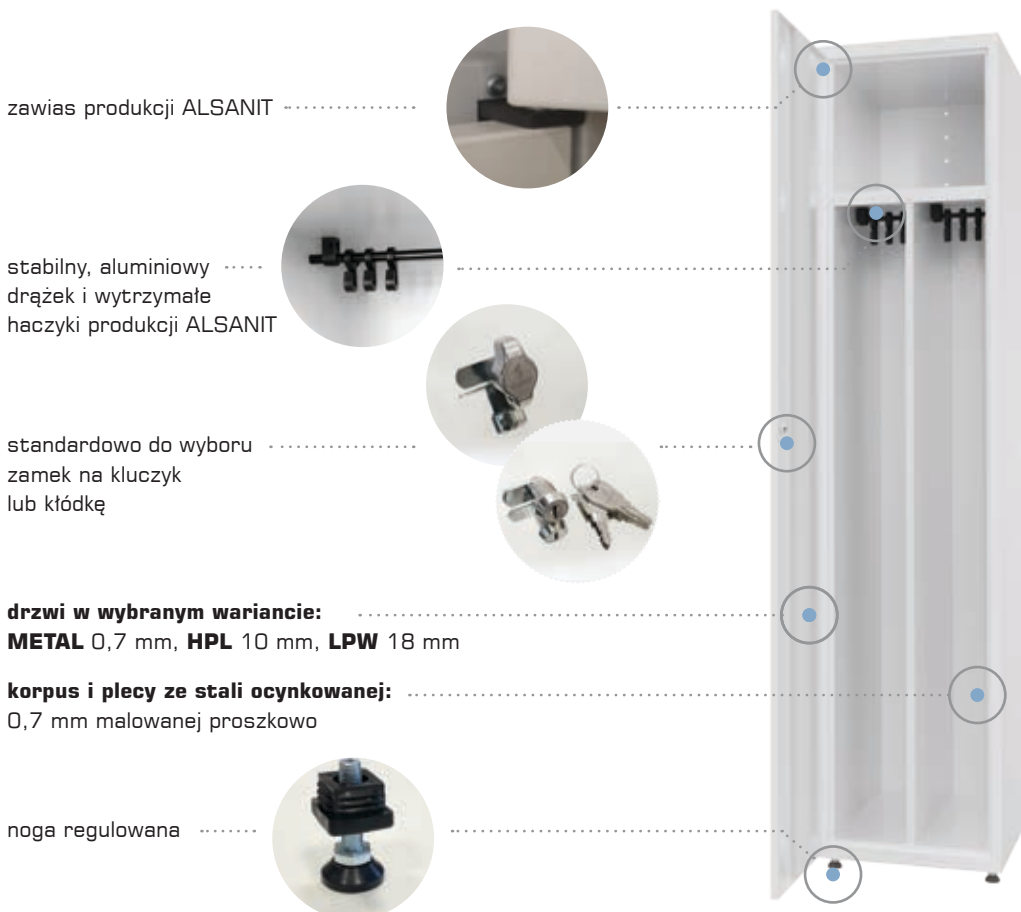 zawias produkcji ALSANIT
stabilny, aluminiowy
drążek i wytrzymałe
haczyki produkcji ALSANIT
standardowo do wyboru
zamek na kluczyk
lub kłódkę
drzwi w wybranym wariancie:
METAL 0,7 mm, HPL 10 mm, LPW 18 mm
korpus i plecy ze stali ocynkowanej:
0,7 mm malowanej proszkowo
noga regulowana